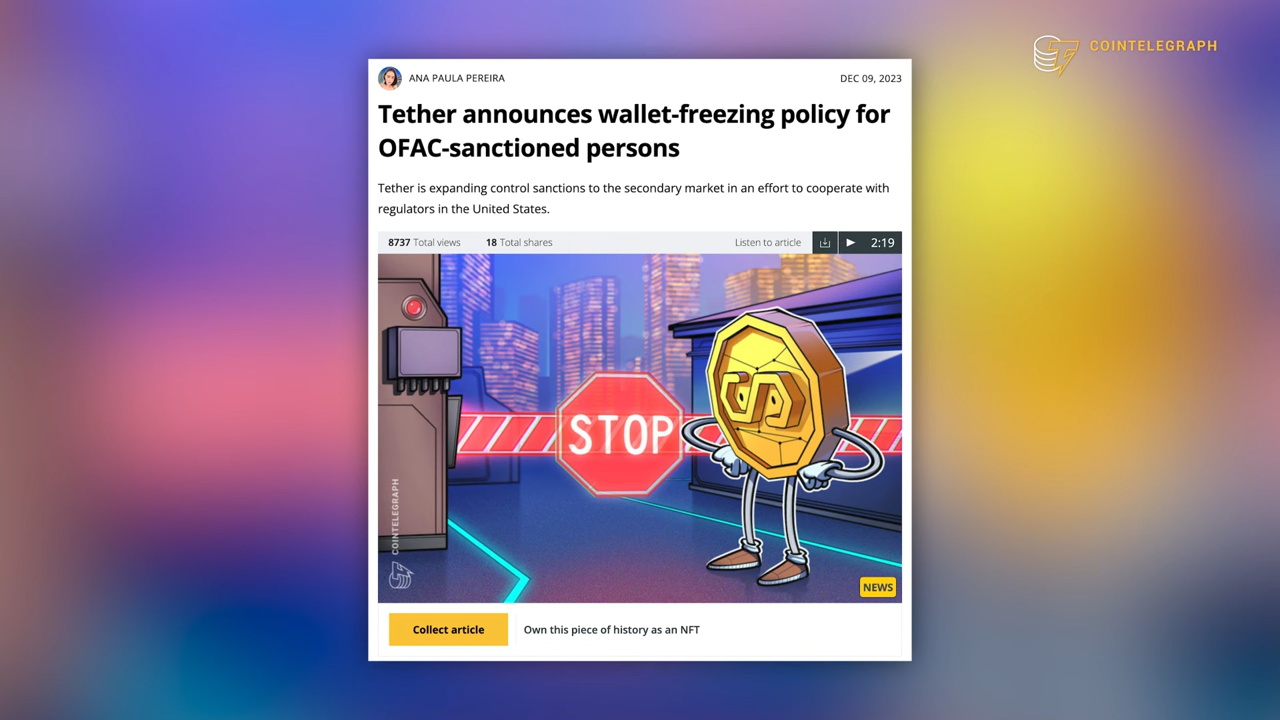 COINTELEGRAPH
ANA PAULA PEREIRA
DEC 09, 2023
Tether announces wallet-freezing policy for
OFAC-sanctioned persons
Tether is expanding control sanctions to the secondary market in an effort to cooperate with
regulators in the United States.
8737 Total views 18 Total shares Listen to article 2:19
STOP
COINTELEGRAPH
NEWS
Collect article Own this piece of history as an NFT